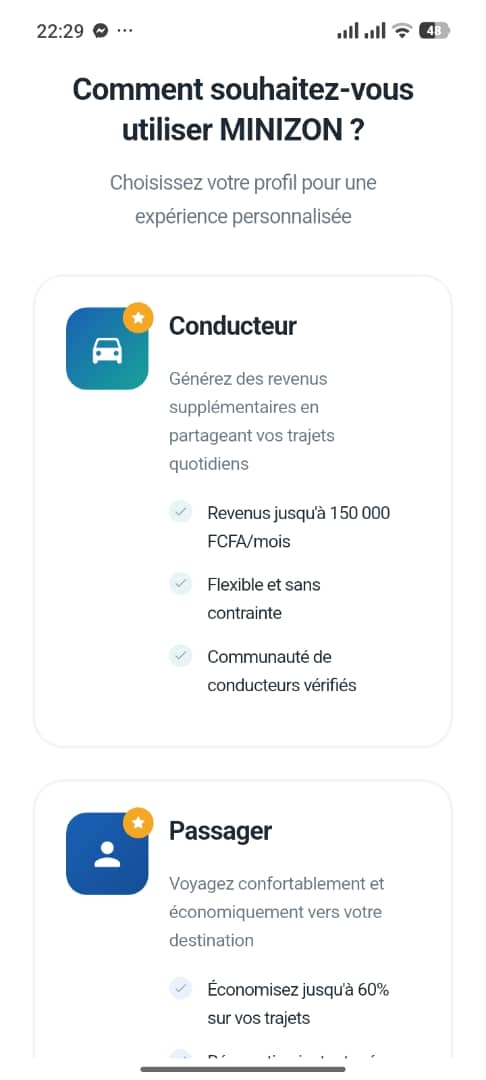 22:29
48
Comment souhaitez-vous
utiliser MINIZON ?
Choisissez votre profil pour une
expérience personnalisée
Conducteur
Générez des revenus
supplémentaires en
partageant vos trajets
quotidiens
Revenus jusqu'à 150 000
FCFA/mois
Flexible et sans
contrainte
Communauté de
conducteurs vérifiés
Passager
Voyagez confortablement et
économiquement vers votre
destination
Économisez jusqu'à 60%
sur vos trajets